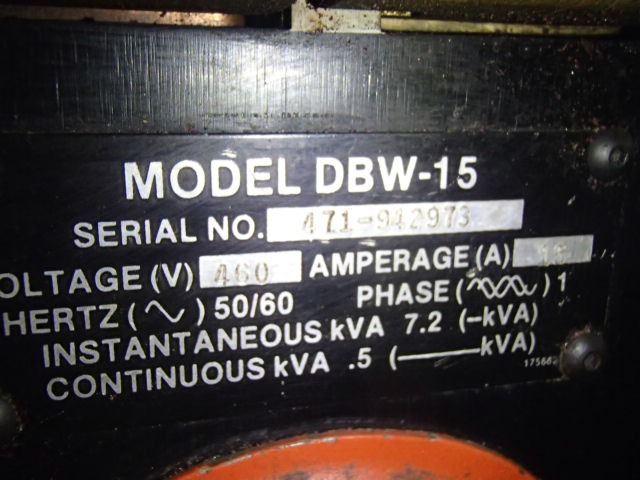 MODEL DBW-15
SERIAL NO. 471-942973
OLTAGE (V) 460 AMPERAGE (A)
HERTZ (∼) 50/60 PHASE ( ) 1
INSTANTANEOUS kVA 7.2 (-kVA)
CONTINUOUS kVA .5 (——kVA)